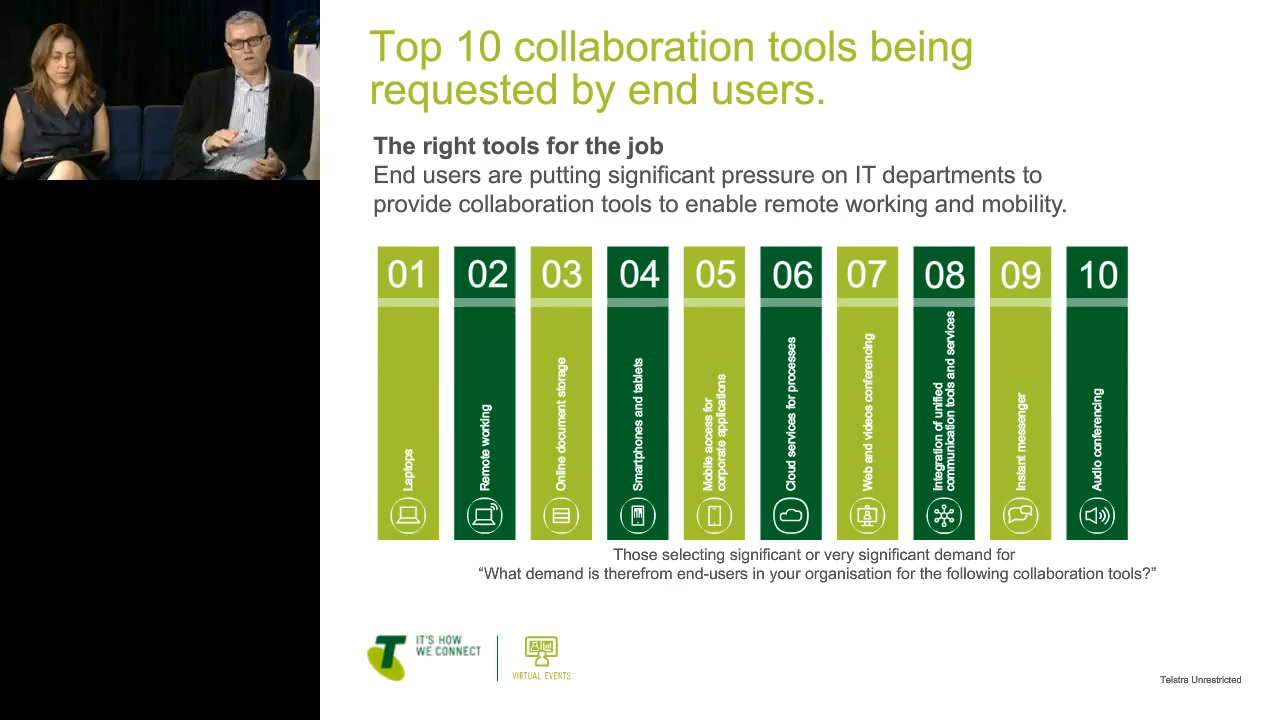 Top 10 collaboration tools being
requested by end users.
The right tools for the job
End users are putting significant pressure on IT departments to
provide collaboration tools to enable remote working and mobility.
01
Laptops
02
Remote working
03
Online document storage
04
Smartphones and tablets
05
Mobile access for
corporate applications
06
Cloud services for processes
07
Web and videos conferencing
08
Integration of unified
communication tools and services
09
Instant messenger
10
Audio conferencing
Those selecting significant or very significant demand for
“What demand is therefrom end-users in your organisation for the following collaboration tools?”
T
IT'S HOW
WE CONNECT
VIRTUAL EVENTS
Telstra Unrestricted